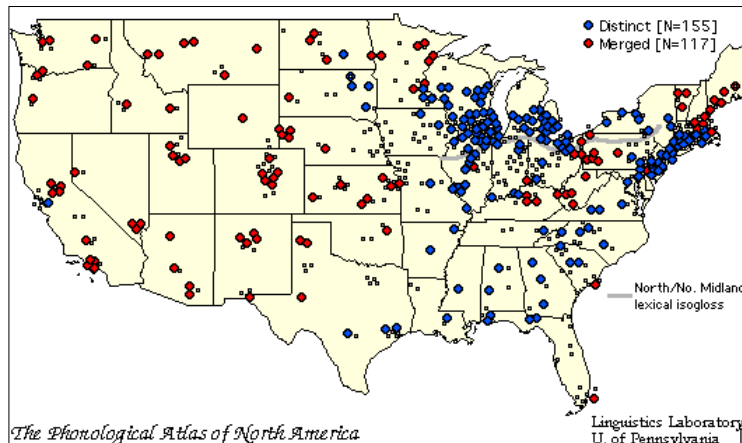 Distinct [N=155]
Merged [N=117]
North/No. Midland
lexical isogloss
The Phonological Atlas of North America
Linguistics Laboratory
U. of Pennsylvania